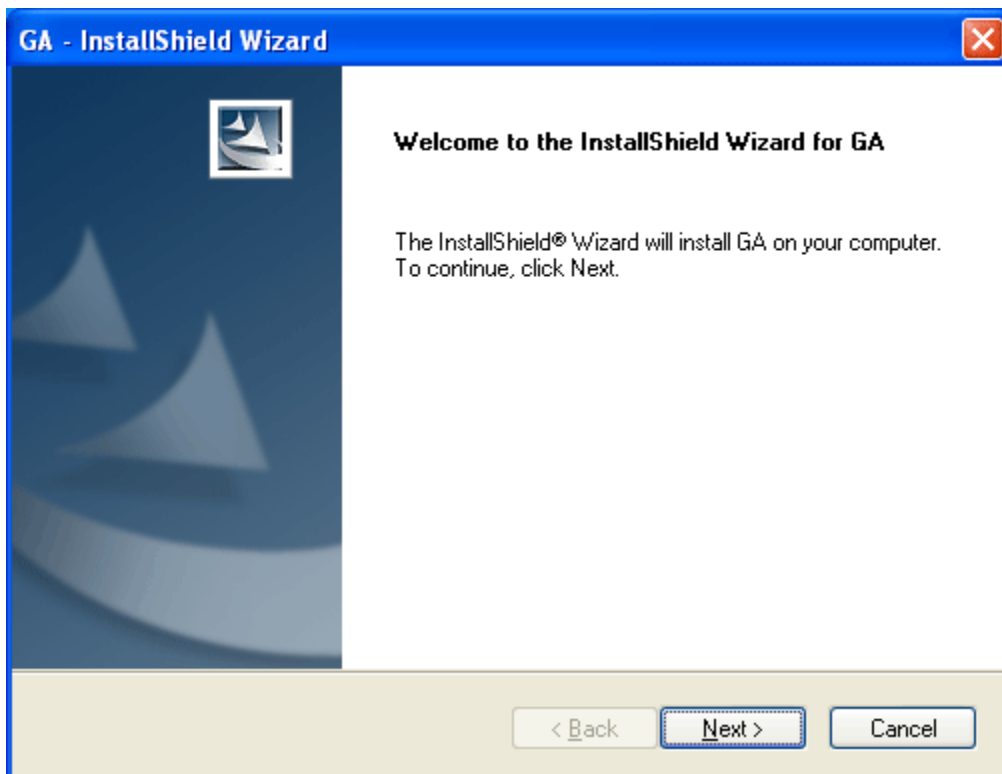 GA - InstallShield Wizard
Welcome to the InstallShield Wizard for GA
The InstallShield® Wizard will install GA on your computer.
To continue, click Next.
< Back
Next >
Cancel